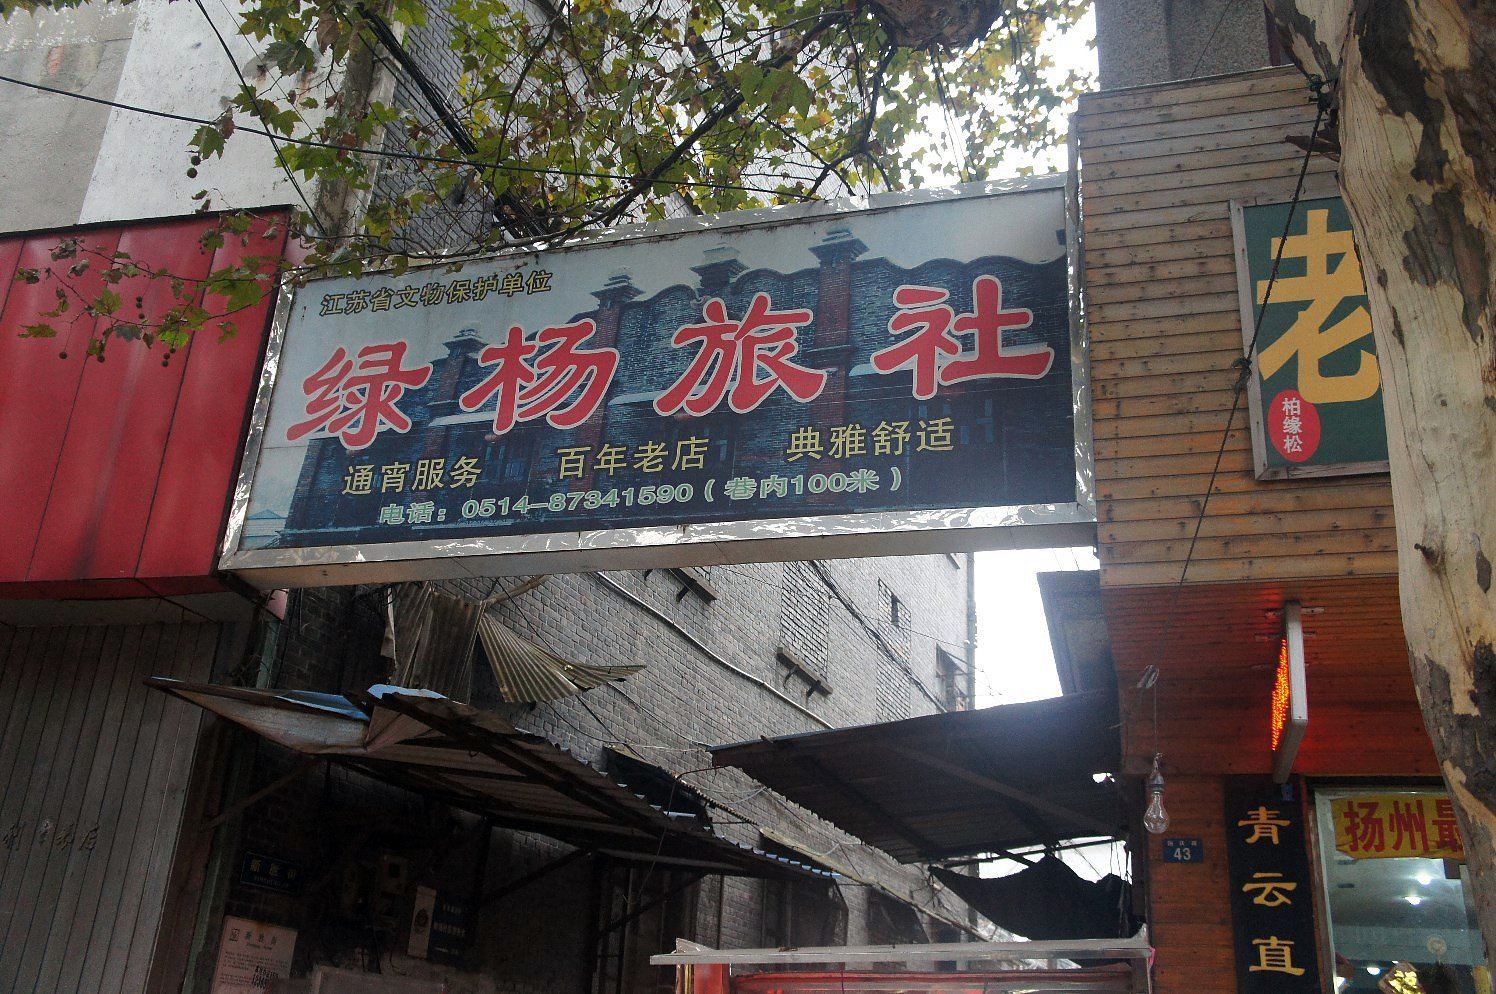 江苏省文物保护单位
绿杨旅社
通宵服务 百年老店 典雅舒适
电话：0514-87341590（巷内100米）
老
柏缘松
43
青云直
扬州最